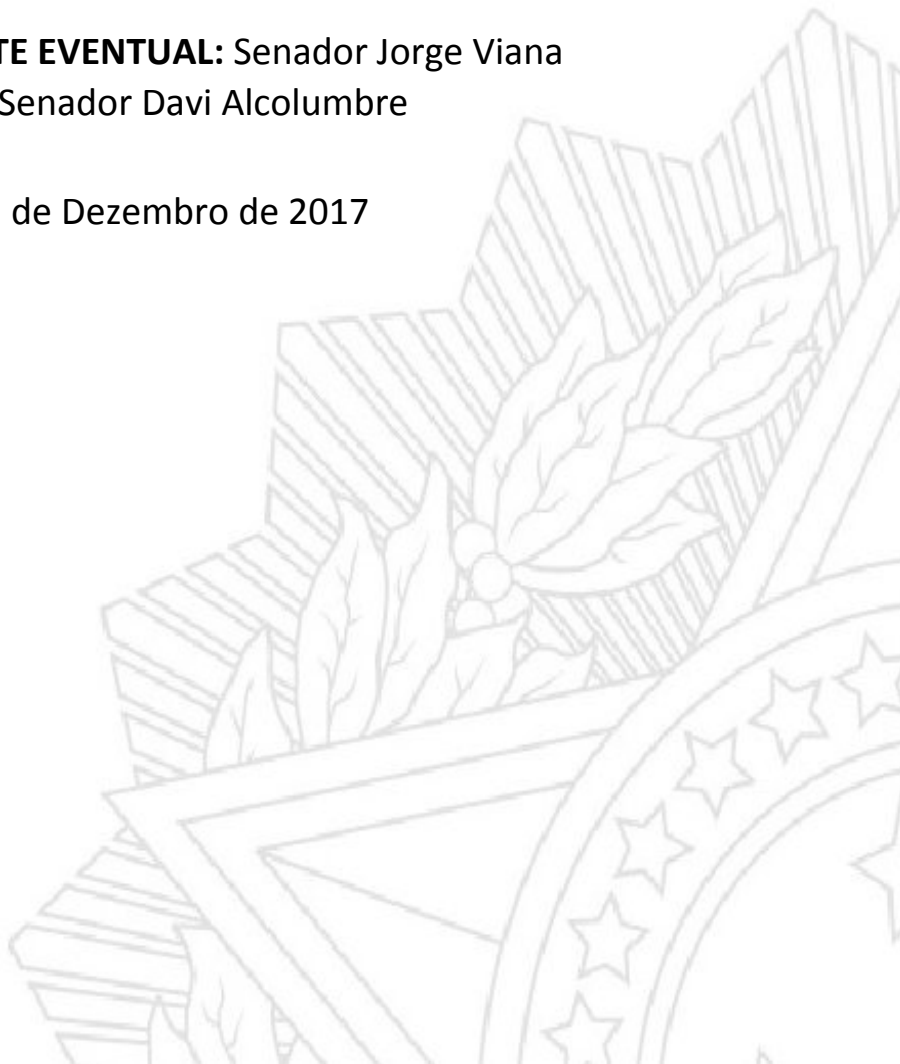 TE EVENTUAL: Senador Jorge Viana
Senador Davi Alcolumbre
de Dezembro de 2017